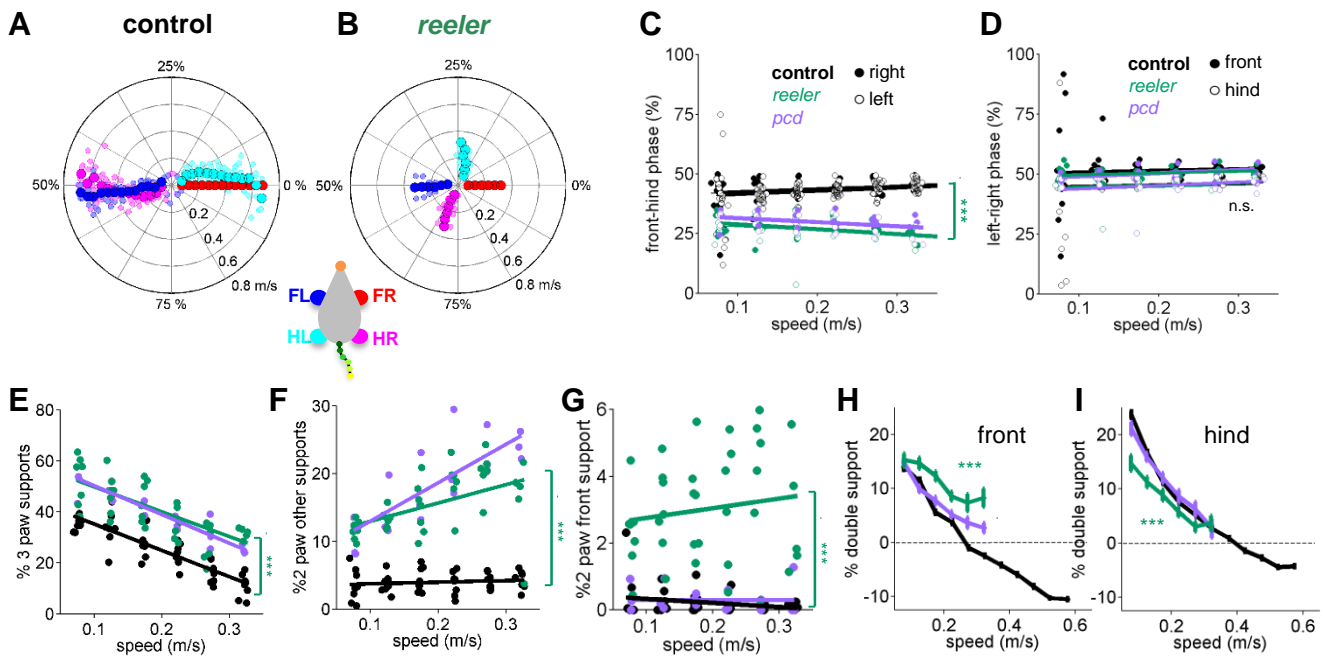 A
control
B
reeler
25%
50%
0 %
75 %
0.2
0.4
0.6
0.8 m/s
25%
50%
0%
75%
0.2
0.4
0.6
0.8 m/s
FL
FR
HL
HR
C
100
75
50
25
0
front-hind phase (%)
control
reeler
pcd
right
left
***
0.1
0.2
0.3
speed (m/s)
D
100
75
50
25
0
left-right phase (%)
control
reeler
pcd
front
hind
n.s.
0.1
0.2
0.3
speed (m/s)
E
80
60
40
20
0
% 3 paw supports
***
0.1
0.2
0.3
speed (m/s)
F
30
20
10
0
%2 paw other supports
***
0.1
0.2
0.3
speed (m/s)
G
6
4
2
0
%2 paw front support
***
0.1
0.2
0.3
speed (m/s)
H
front
20
10
0
-10
% double support
***
0.2
0.4
0.6
speed (m/s)
I
hind
20
10
0
-10
% double support
***
0.2
0.4
0.6
speed (m/s)